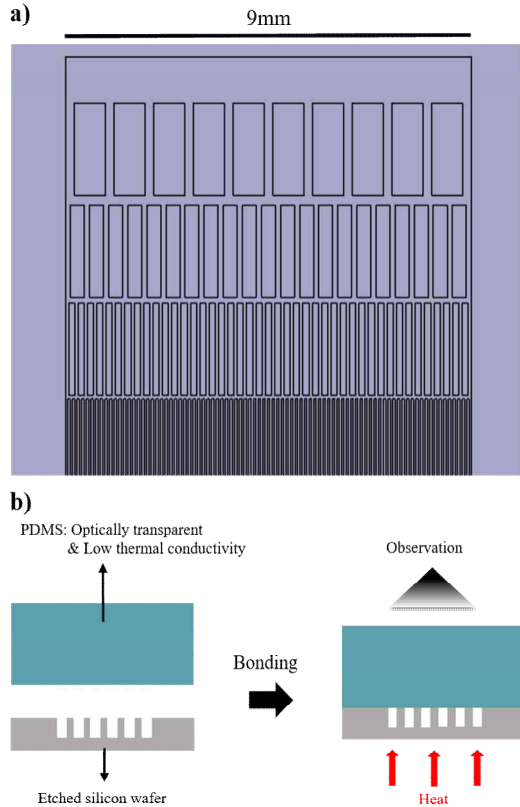 a)
9mm
b)
PDMS: Optically transparent
& Low thermal conductivity
Observation
Bonding
Etched silicon wafer
Heat